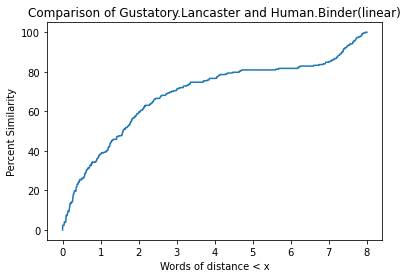 Comparison of Gustatory.Lancaster and Human.Binder(linear)
100
80
60
40
20
0
Percent Similarity
0 1 2 3 4 5 6 7 8
Words of distance < x